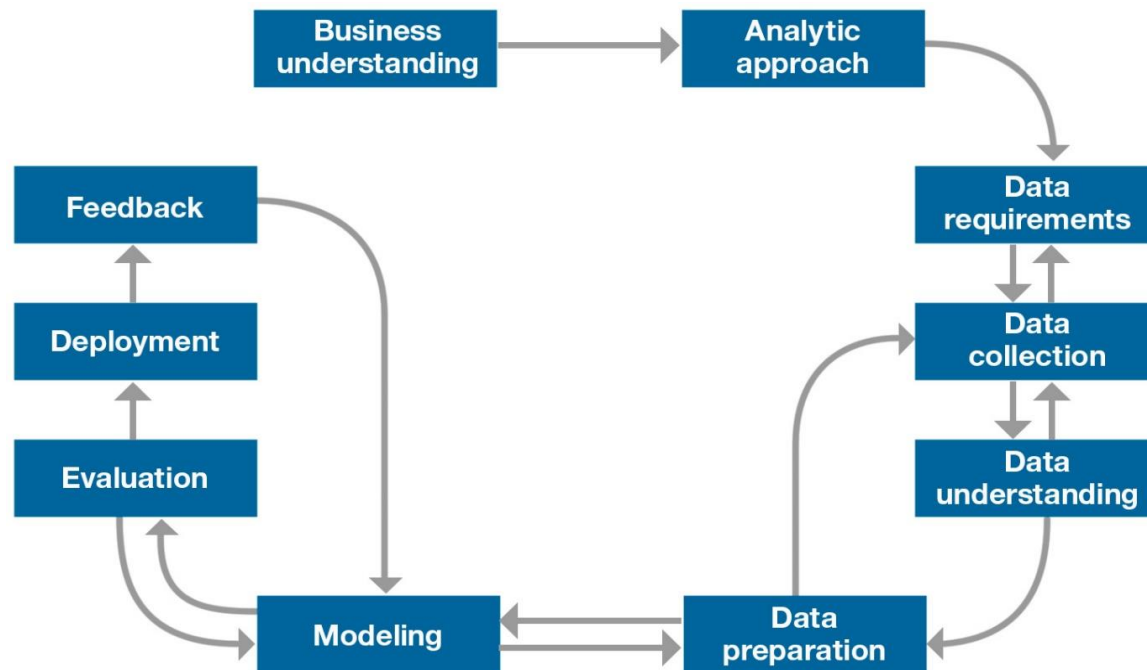 Business
understanding
Analytic
approach
Data
requirements
Data
collection
Data
understanding
Data
preparation
Modeling
Evaluation
Deployment
Feedback